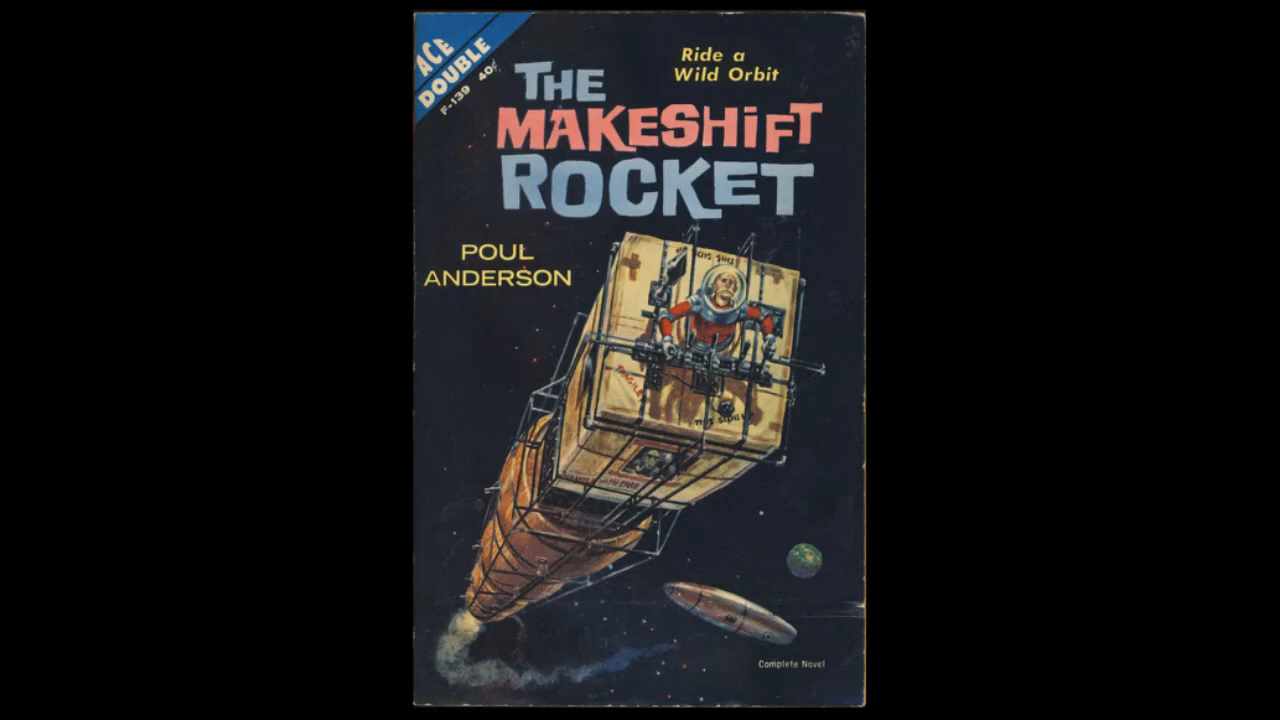 ACE
DOUBLE
F-139 40¢
Ride a
Wild Orbit
THE
MAKESHiFT
ROCKET
POUL
ANDERSON
FRAGILE
Complete Novel